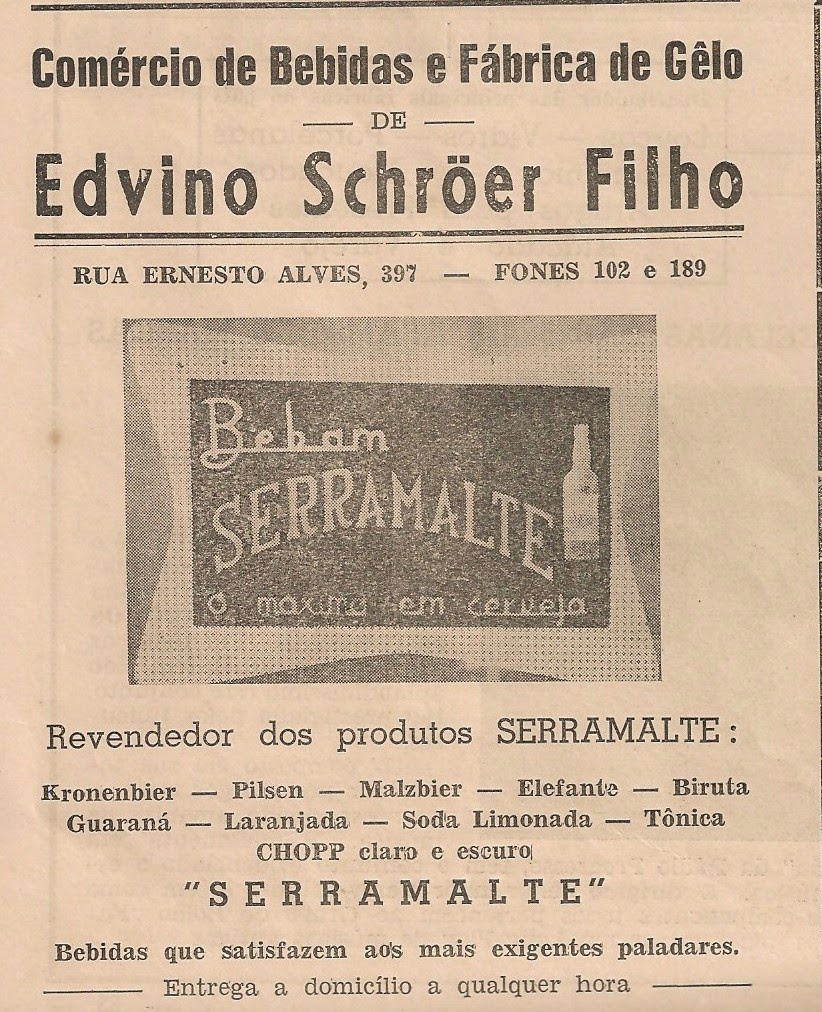 Comércio de Bebidas e Fábrica de Gêlo
— DE —
Edvino Schröer Filho
RUA ERNESTO ALVES, 397 — FONES 102 e 189
Bebam
SERRAMALTE
O maximo em cerveja
Revendedor dos produtos SERRAMALTE:
Kronenbier — Pilsen — Malzbier — Elefante — Biruta
Guaraná — Laranjada — Soda Limonada — Tônica
CHOPP claro e escuro
"SERRAMALTE"
Bebidas que satisfazem aos mais exigentes paladares.
— Entrega a domicílio a qualquer hora —